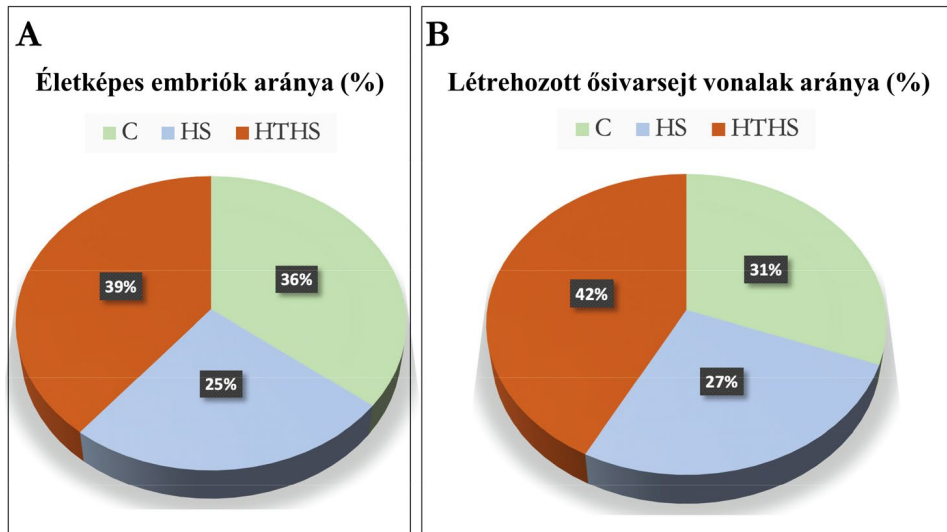 A
Életképes embriók aránya (%)
C HS HTHS
39%
36%
25%
B
Létrehozott ősivarsejt vonalak aránya (%)
C HS HTHS
42%
31%
27%